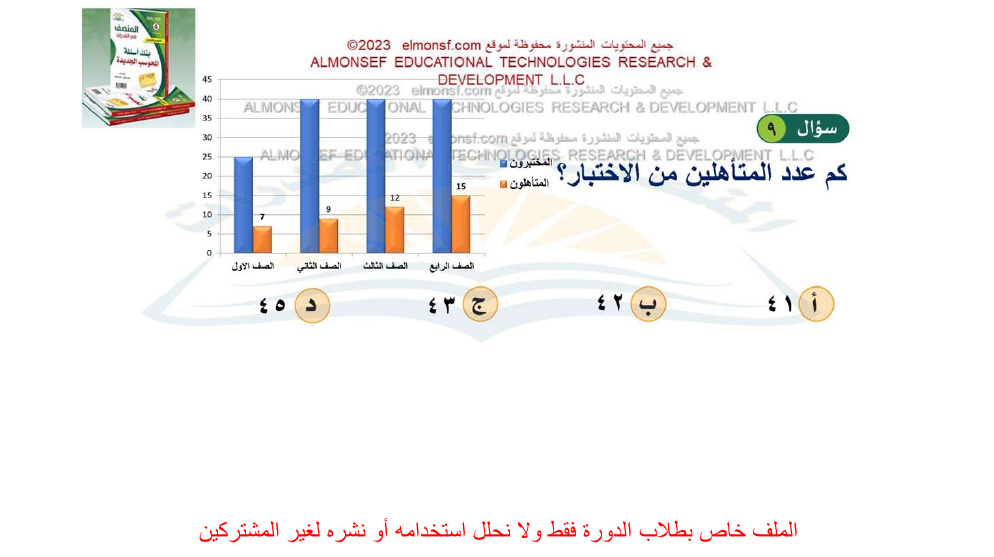 المنصف
في القدرات
بنك أسئلة
المحوسب الجديدة
جميع المحتويات المنشورة محفوظة لموقع elmonsf.com ©2023
ALMONSEF EDUCATIONAL TECHNOLOGIES RESEARCH &
DEVELOPMENT L.L.C
جميع المحتويات المنشورة محفوظة لموقع elmonsf.com ©2023
ALMONSEF EDUCATIONAL TECHNOLOGIES RESEARCH & DEVELOPMENT L.L.C
جميع المحتويات المنشورة محفوظة لموقع elmonsf.com ©2023
ALMONSEF EDUCATIONAL TECHNOLOGIES RESEARCH & DEVELOPMENT L.L.C
سؤال ٩
كم عدد المتأهلين من الاختبار؟
المختبرون
المتأهلون
45
40
35
30
25
20
15
10
5
0
7
9
12
15
الصف الاول
الصف الثاني
الصف الثالث
الصف الرابع
أ ٤١
ب ٤٢
ج ٤٣
د ٤٥
الملف خاص بطلاب الدورة فقط ولا نحلل استخدامه أو نشره لغير المشتركين